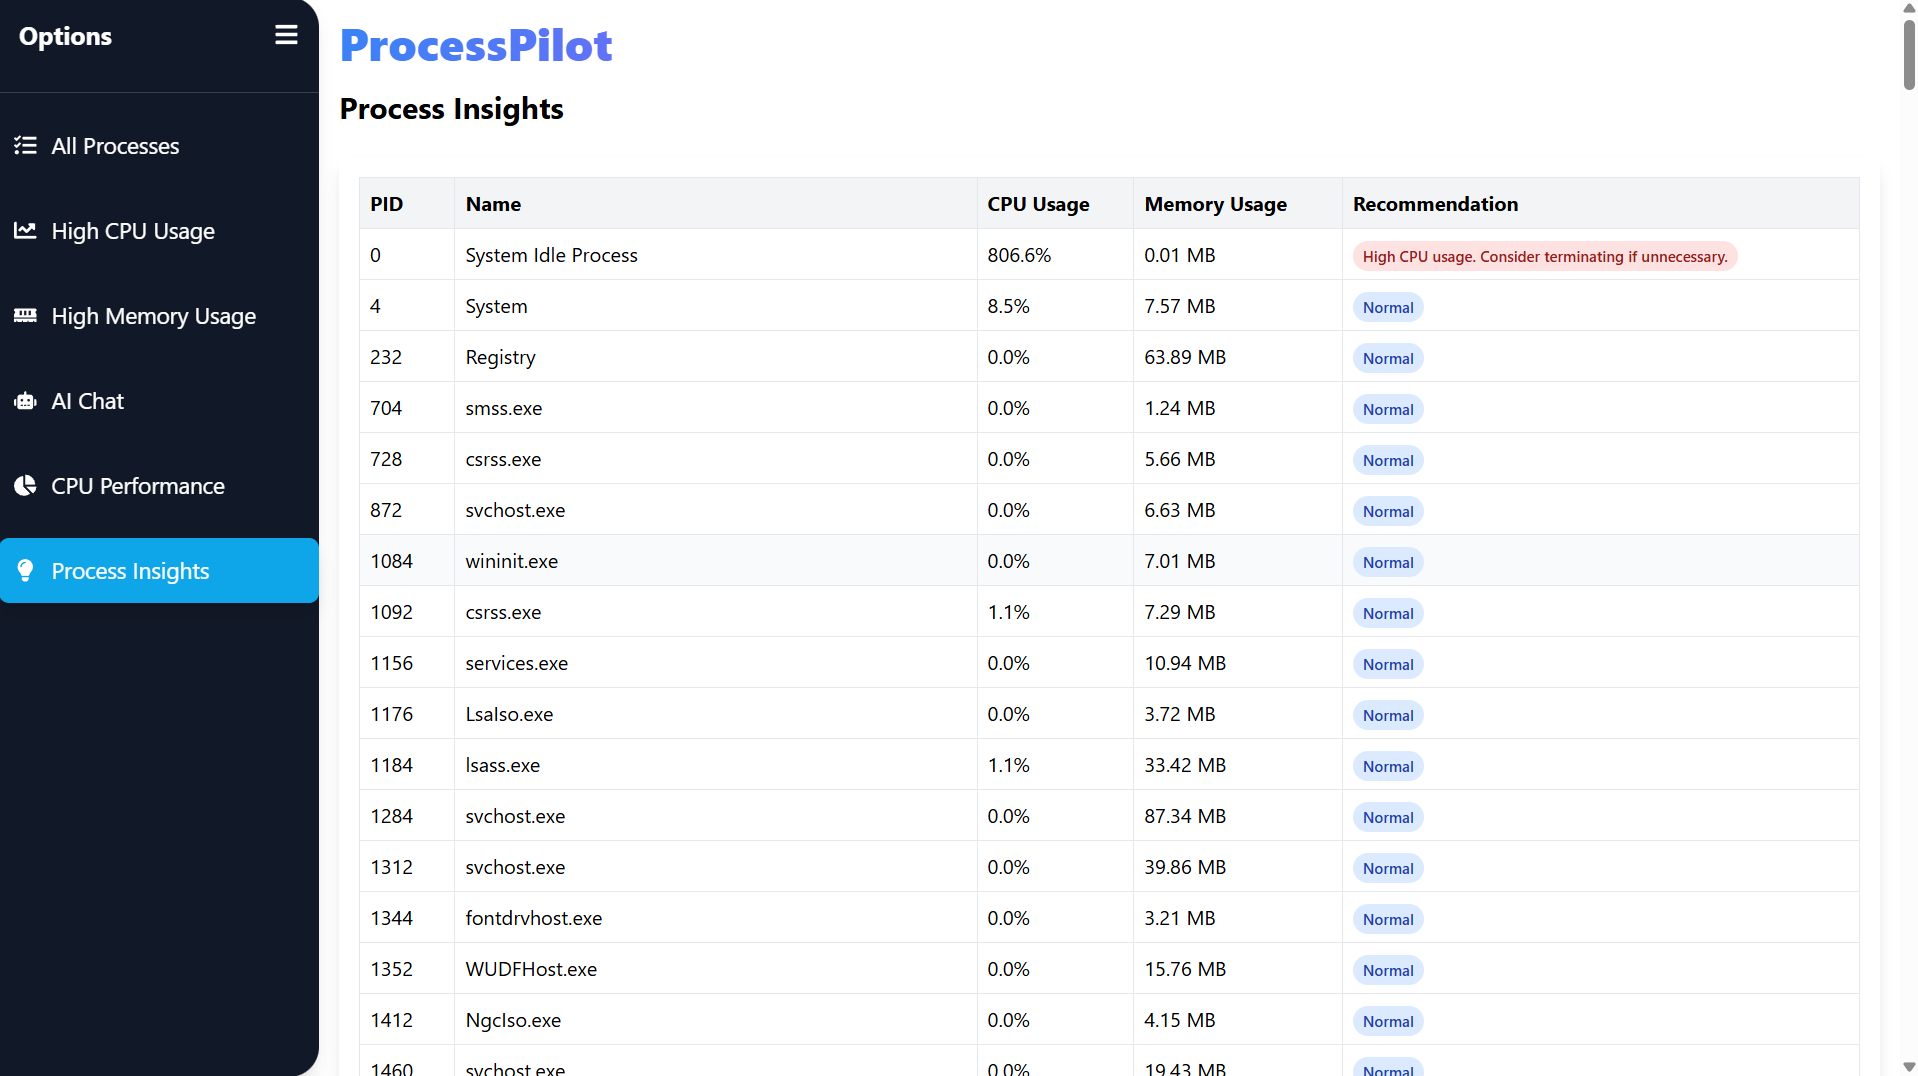 Options
All Processes
High CPU Usage
High Memory Usage
AI Chat
CPU Performance
Process Insights
ProcessPilot
Process Insights
PID Name CPU Usage Memory Usage Recommendation
0 System Idle Process 806.6% 0.01 MB High CPU usage. Consider terminating if unnecessary.
4 System 8.5% 7.57 MB Normal
232 Registry 0.0% 63.89 MB Normal
704 smss.exe 0.0% 1.24 MB Normal
728 csrss.exe 0.0% 5.66 MB Normal
872 svchost.exe 0.0% 6.63 MB Normal
1084 wininit.exe 0.0% 7.01 MB Normal
1092 csrss.exe 1.1% 7.29 MB Normal
1156 services.exe 0.0% 10.94 MB Normal
1176 LsaIso.exe 0.0% 3.72 MB Normal
1184 lsass.exe 1.1% 33.42 MB Normal
1284 svchost.exe 0.0% 87.34 MB Normal
1312 svchost.exe 0.0% 39.86 MB Normal
1344 fontdrvhost.exe 0.0% 3.21 MB Normal
1352 WUDFHost.exe 0.0% 15.76 MB Normal
1412 NgcIso.exe 0.0% 4.15 MB Normal
1460 svchost.exe 0.0% 19.43 MB Normal